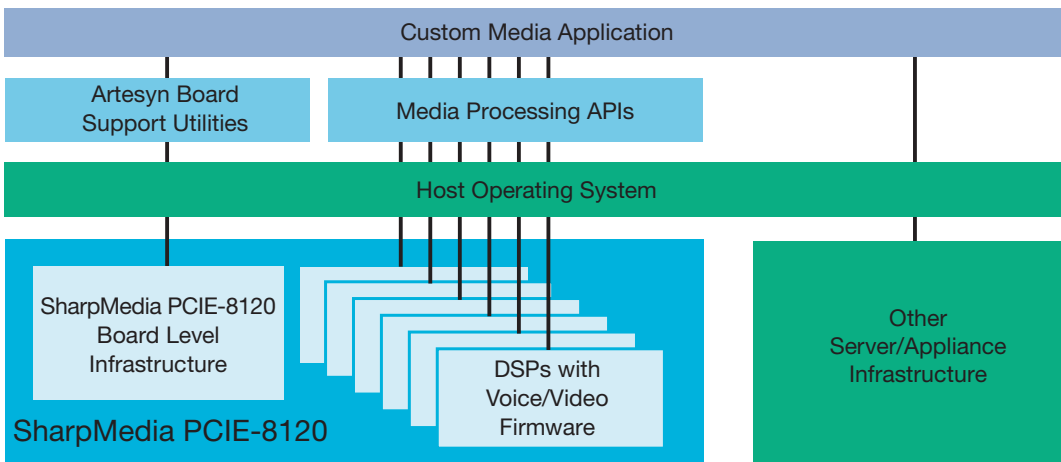 Custom Media Application
Artesyn Board
Support Utilities
Media Processing APIs
Host Operating System
SharpMedia PCIE-8120
Board Level
Infrastructure
DSPs with
Voice/Video
Firmware
SharpMedia PCIE-8120
Other
Server/Appliance
Infrastructure